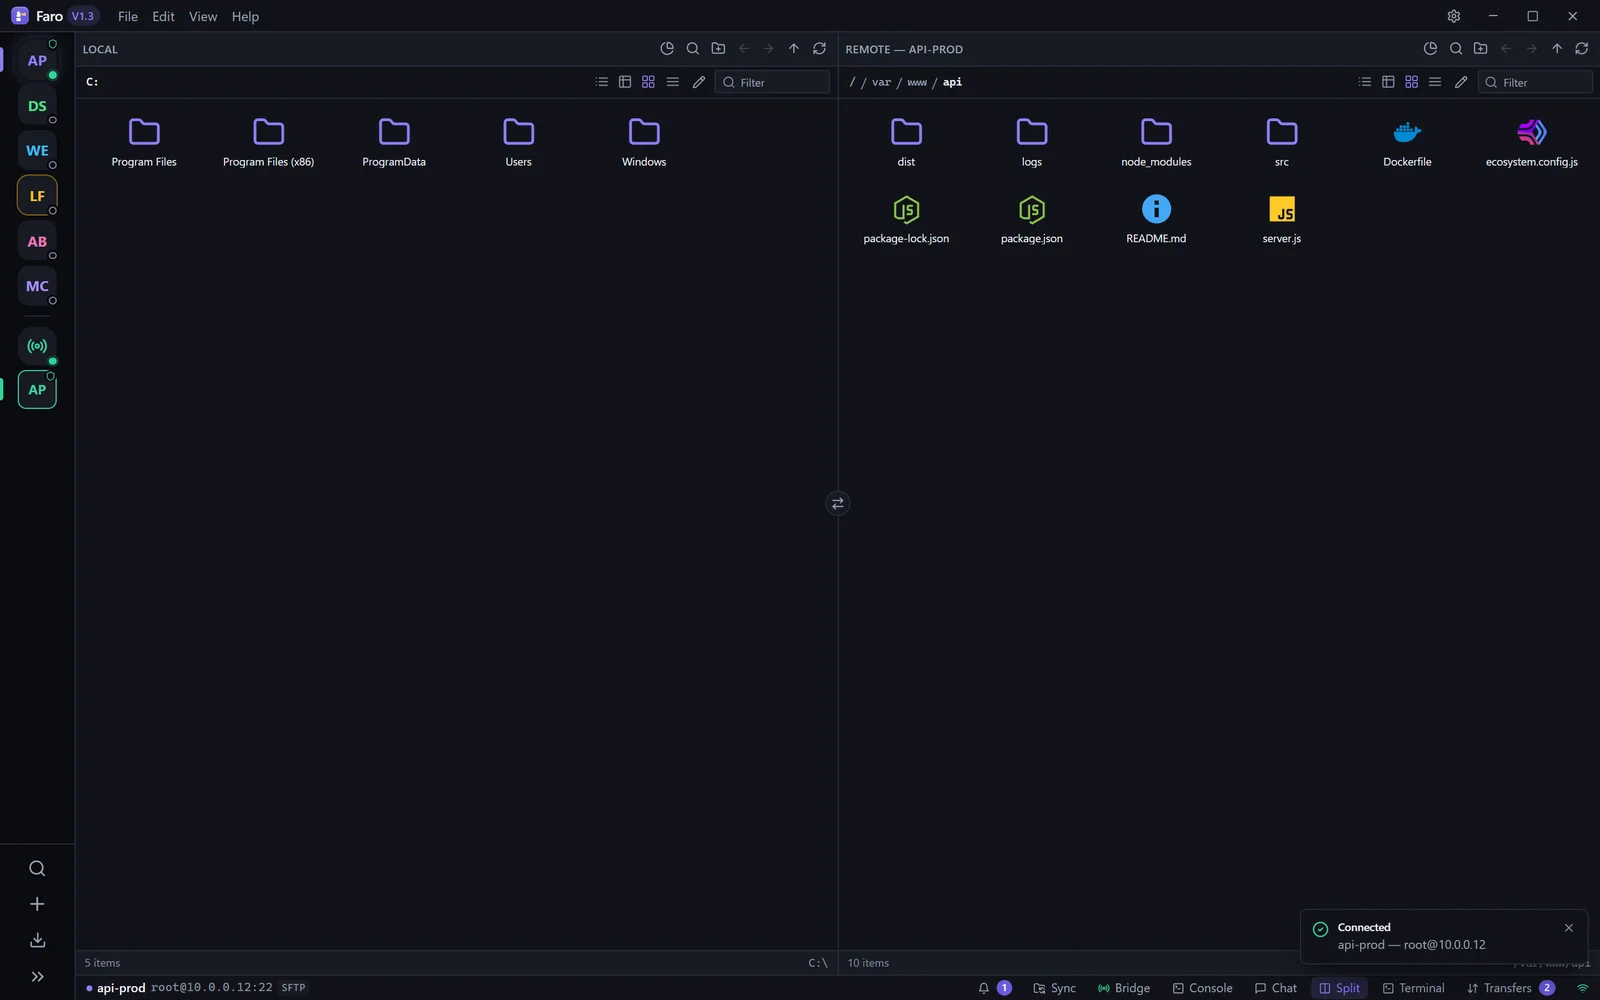 Faro V1.3 File Edit View Help
LOCAL
REMOTE — API-PROD
C:
Filter
/ / var / www / api
Filter
AP
DS
WE
LF
AB
MC
AP
Program Files
Program Files (x86)
ProgramData
Users
Windows
dist
logs
node_modules
src
Dockerfile
ecosystem.config.js
package-lock.json
package.json
README.md
server.js
Connected
api-prod — root@10.0.0.12
5 items
C:\
10 items
/var/www/api
api-prod root@10.0.0.12:22 SFTP
1 Sync Bridge Console Chat Split Terminal Transfers 2